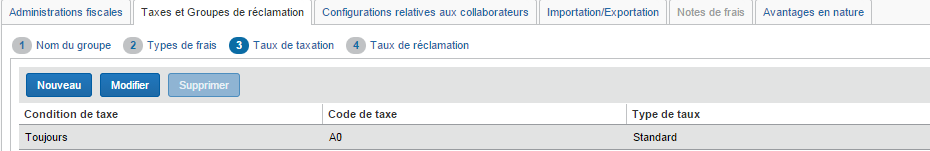 Administrations fiscales Taxes et Groupes de réclamation Configurations relatives aux collaborateurs Importation/Exportation Notes de frais Avantages en nature
1 Nom du groupe 2 Types de frais 3 Taux de taxation 4 Taux de réclamation
Nouveau Modifier Supprimer
Condition de taxe Code de taxe Type de taux
Toujours A0 Standard